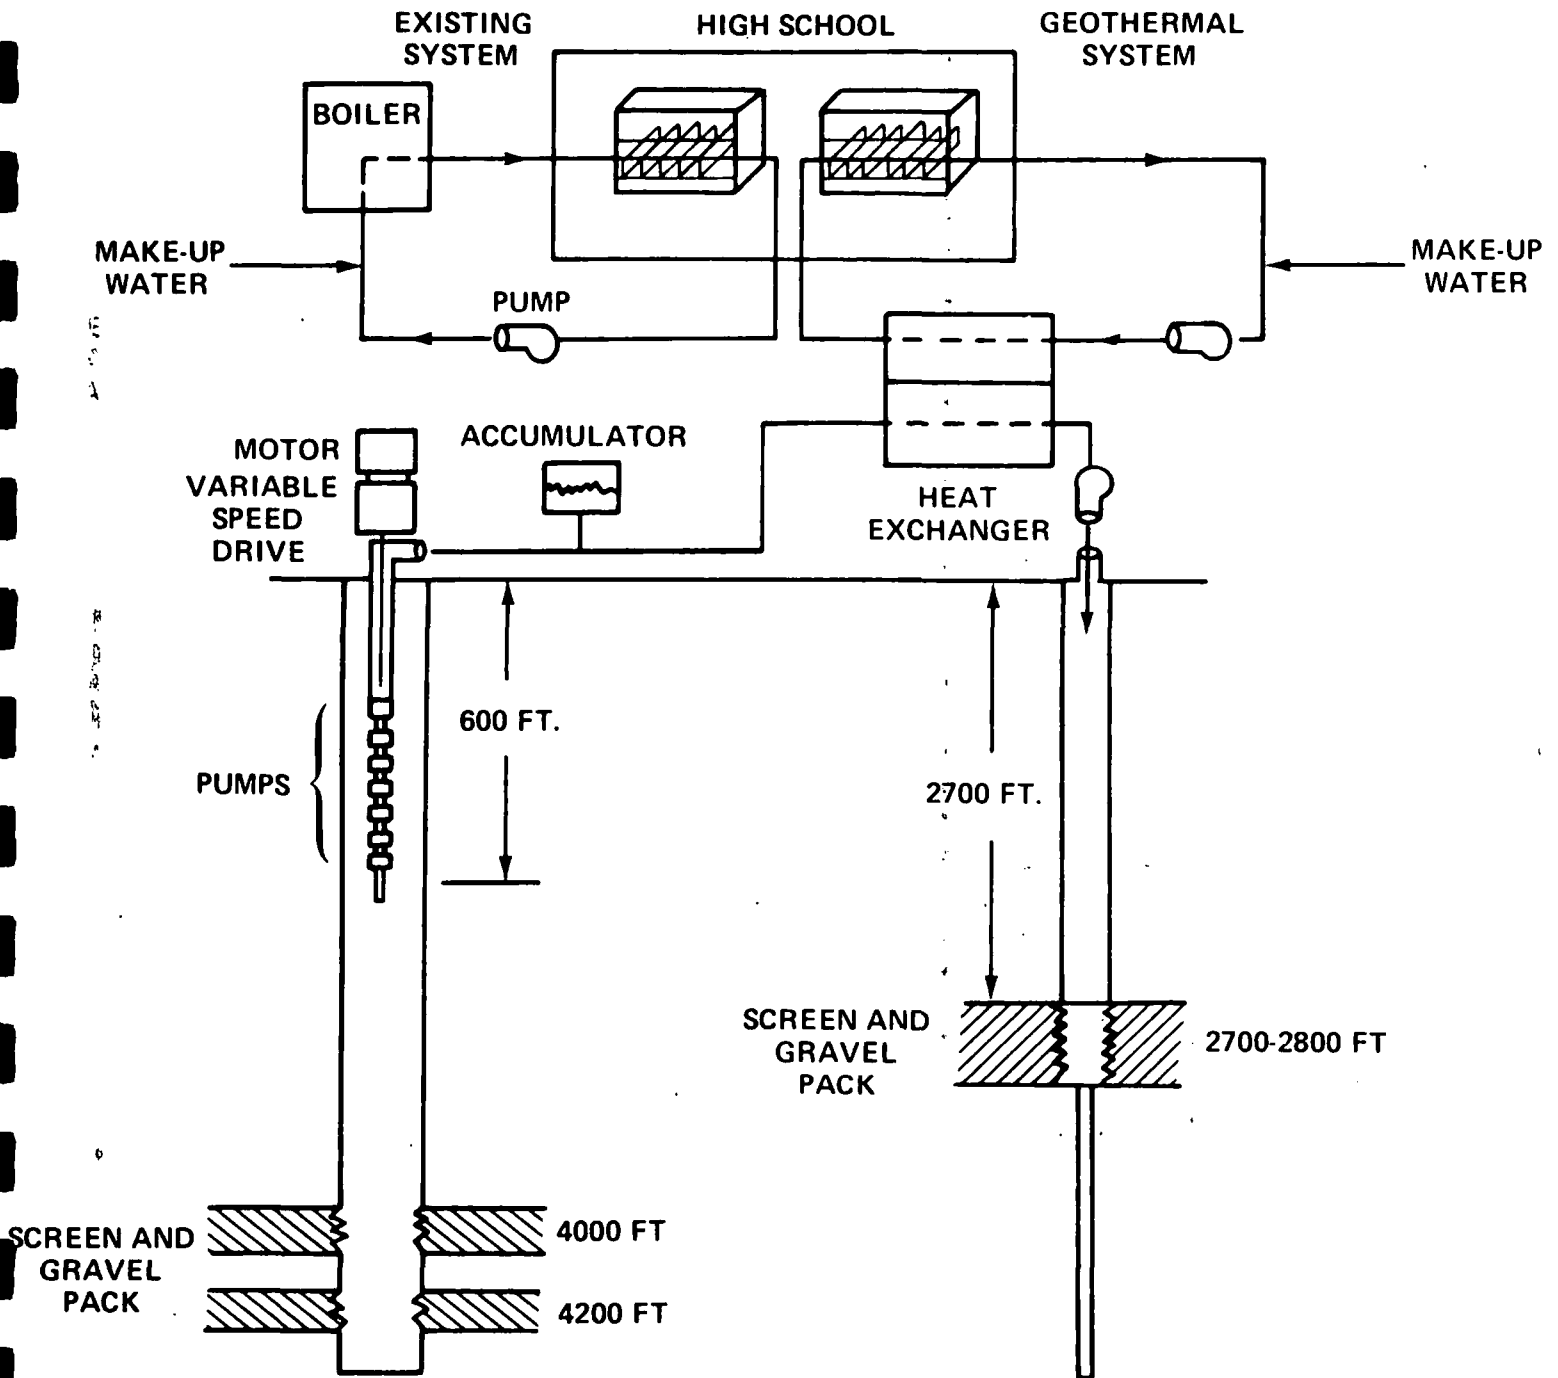 EXISTING
SYSTEM
HIGH SCHOOL
GEOTHERMAL
SYSTEM
BOILER
MAKE-UP
WATER
MAKE-UP
WATER
PUMP
MOTOR
VARIABLE
SPEED
DRIVE
ACCUMULATOR
HEAT
EXCHANGER
600 FT.
PUMPS
2700 FT.
SCREEN AND
GRAVEL
PACK
2700-2800 FT
SCREEN AND
GRAVEL
PACK
4000 FT
4200 FT